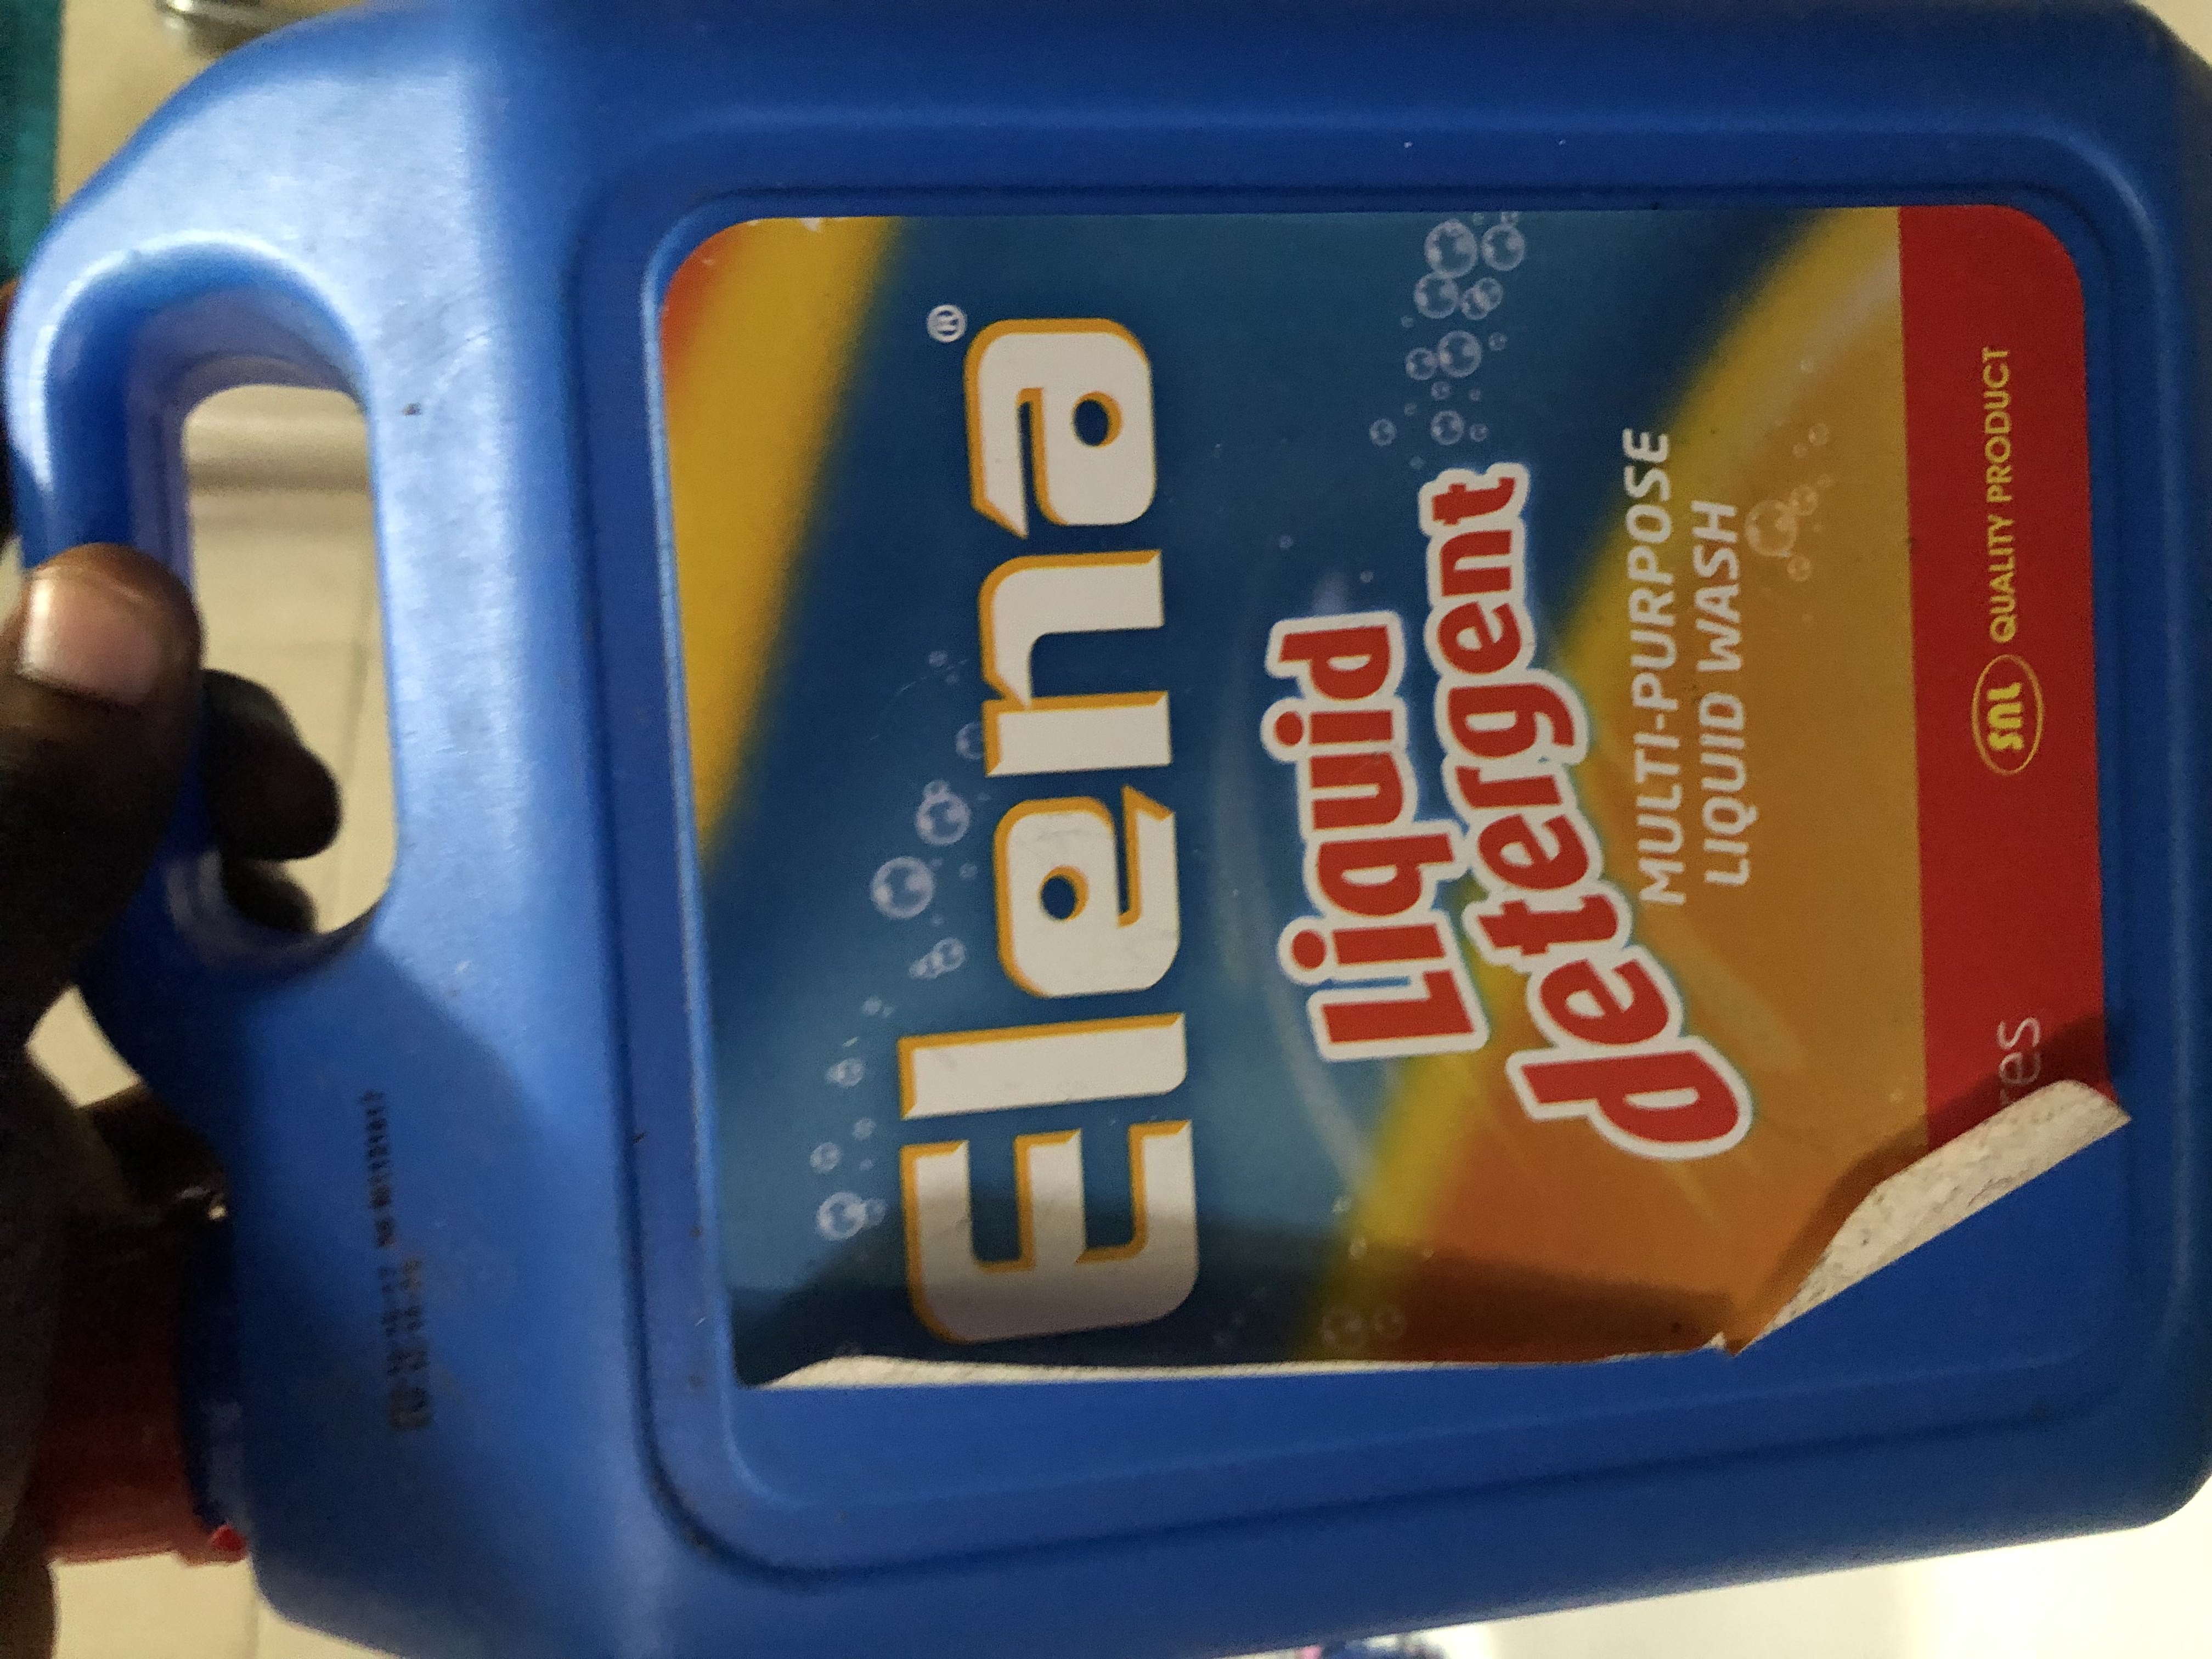 Elena®
Liquid
detergent
MULTI-PURPOSE
LIQUID WASH
SNL QUALITY PRODUCT